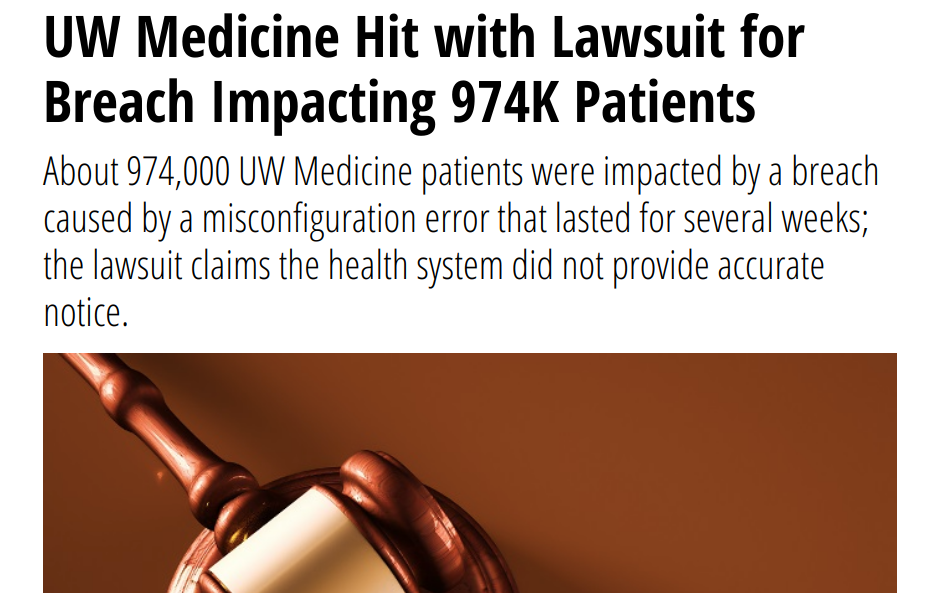 UW Medicine Hit with Lawsuit for
Breach Impacting 974K Patients
About 974,000 UW Medicine patients were impacted by a breach
caused by a misconfiguration error that lasted for several weeks;
the lawsuit claims the health system did not provide accurate
notice.